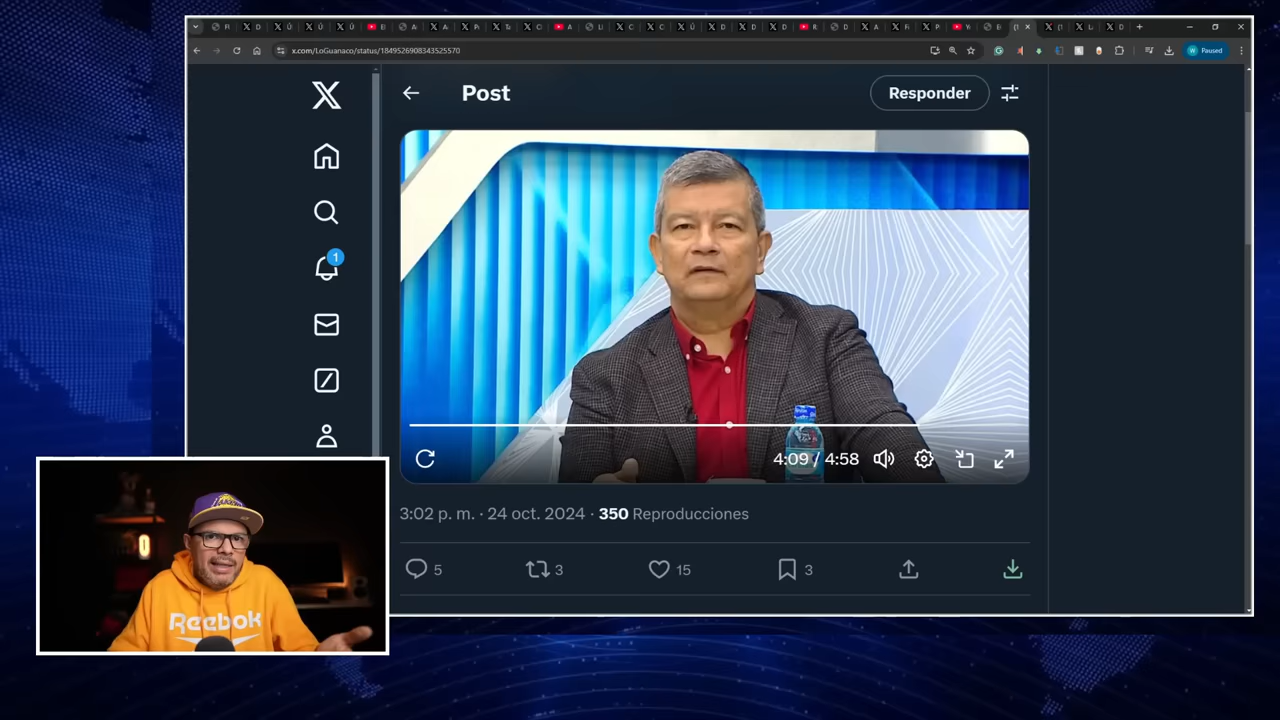 x.com/LoGuanaco/status/1849526908343525570
Paused
Post
Responder
1
4:09 / 4:58
3:02 p. m. · 24 oct. 2024 · 350 Reproducciones
5
3
15
3
Reebok